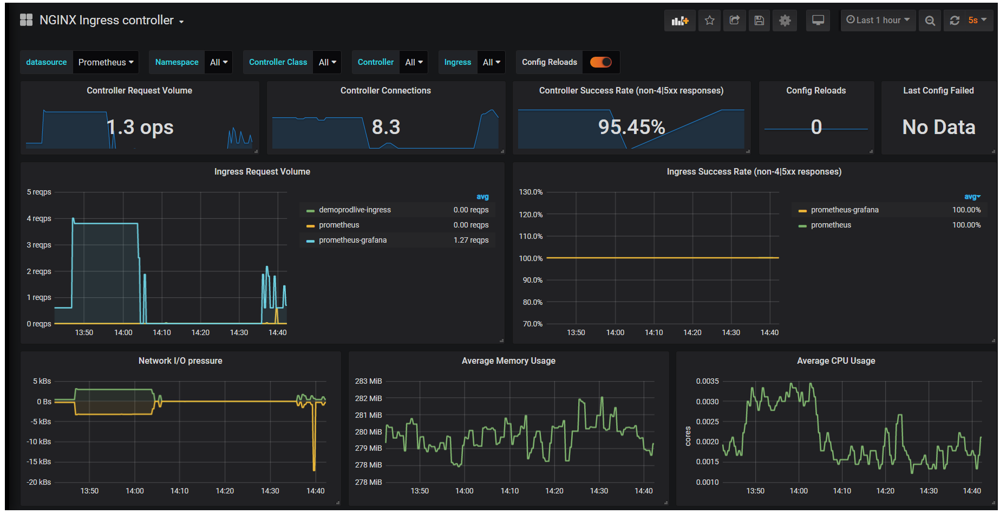 NGINX Ingress controller
Last 1 hour
5s
datasource Prometheus
Namespace All
Controller Class All
Controller All
Ingress All
Config Reloads
Controller Request Volume
1.3 ops
Controller Connections
8.3
Controller Success Rate (non-4|5xx responses)
95.45%
Config Reloads
0
Last Config Failed
No Data
Ingress Request Volume
5 reqps
4 reqps
3 reqps
2 reqps
1 reqps
0 reqps
13:50 14:00 14:10 14:20 14:30 14:40
avg
demoprodlive-ingress 0.00 reqps
prometheus 0.00 reqps
prometheus-grafana 1.27 reqps
Ingress Success Rate (non-4|5xx responses)
130.0%
120.0%
110.0%
100.0%
90.0%
80.0%
70.0%
13:50 14:00 14:10 14:20 14:30 14:40
avg
prometheus-grafana 100.00%
prometheus 100.00%
Network I/O pressure
5 kBs
0 Bs
-5 kBs
-10 kBs
-15 kBs
-20 kBs
13:50 14:00 14:10 14:20 14:30 14:40
Average Memory Usage
283 MiB
282 MiB
281 MiB
280 MiB
279 MiB
278 MiB
278 MiB
13:50 14:00 14:10 14:20 14:30 14:40
Average CPU Usage
cores
0.0035
0.0030
0.0025
0.0020
0.0015
0.0010
13:50 14:00 14:10 14:20 14:30 14:40